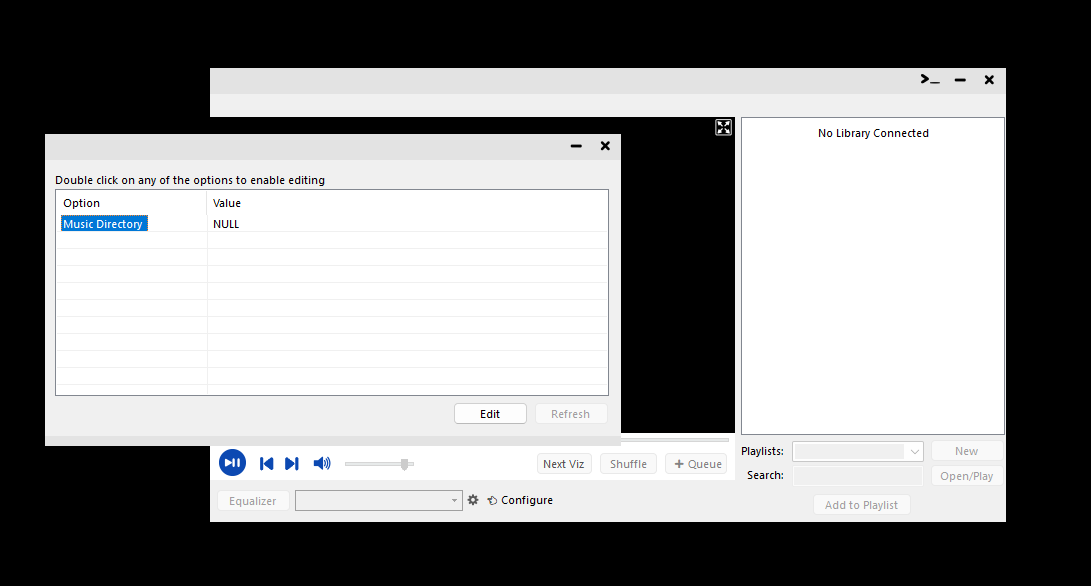 No Library Connected
Double click on any of the options to enable editing
Option Value
Music Directory NULL
Edit Refresh
Next Viz Shuffle + Queue
Playlists: New
Search: Open/Play
Equalizer Configure
Add to Playlist